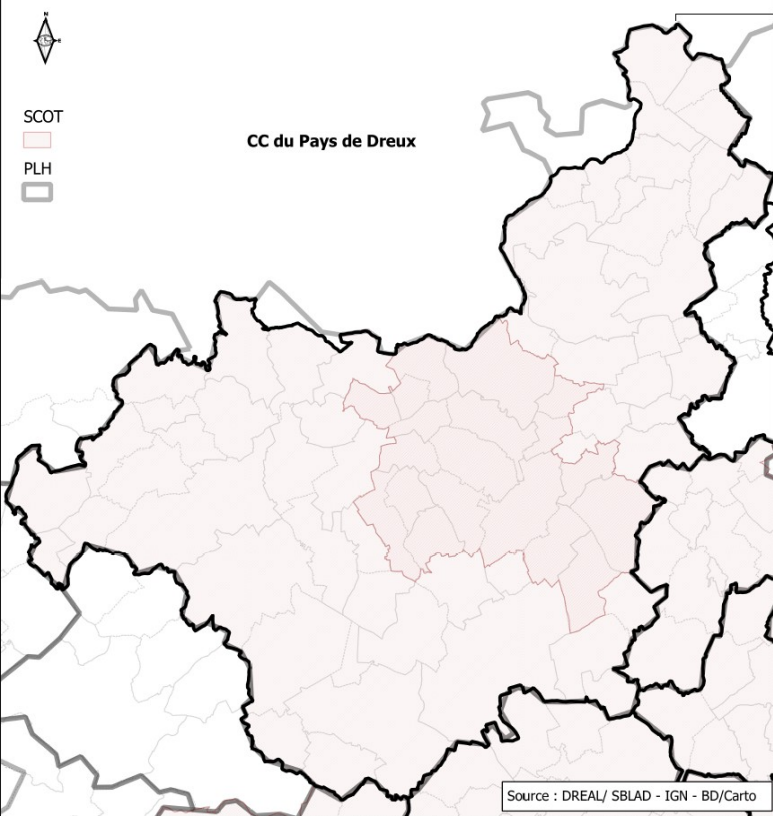 N
E
SCOT
CC du Pays de Dreux
PLH
Source : DREAL/ SBLAD - IGN - BD/Carto